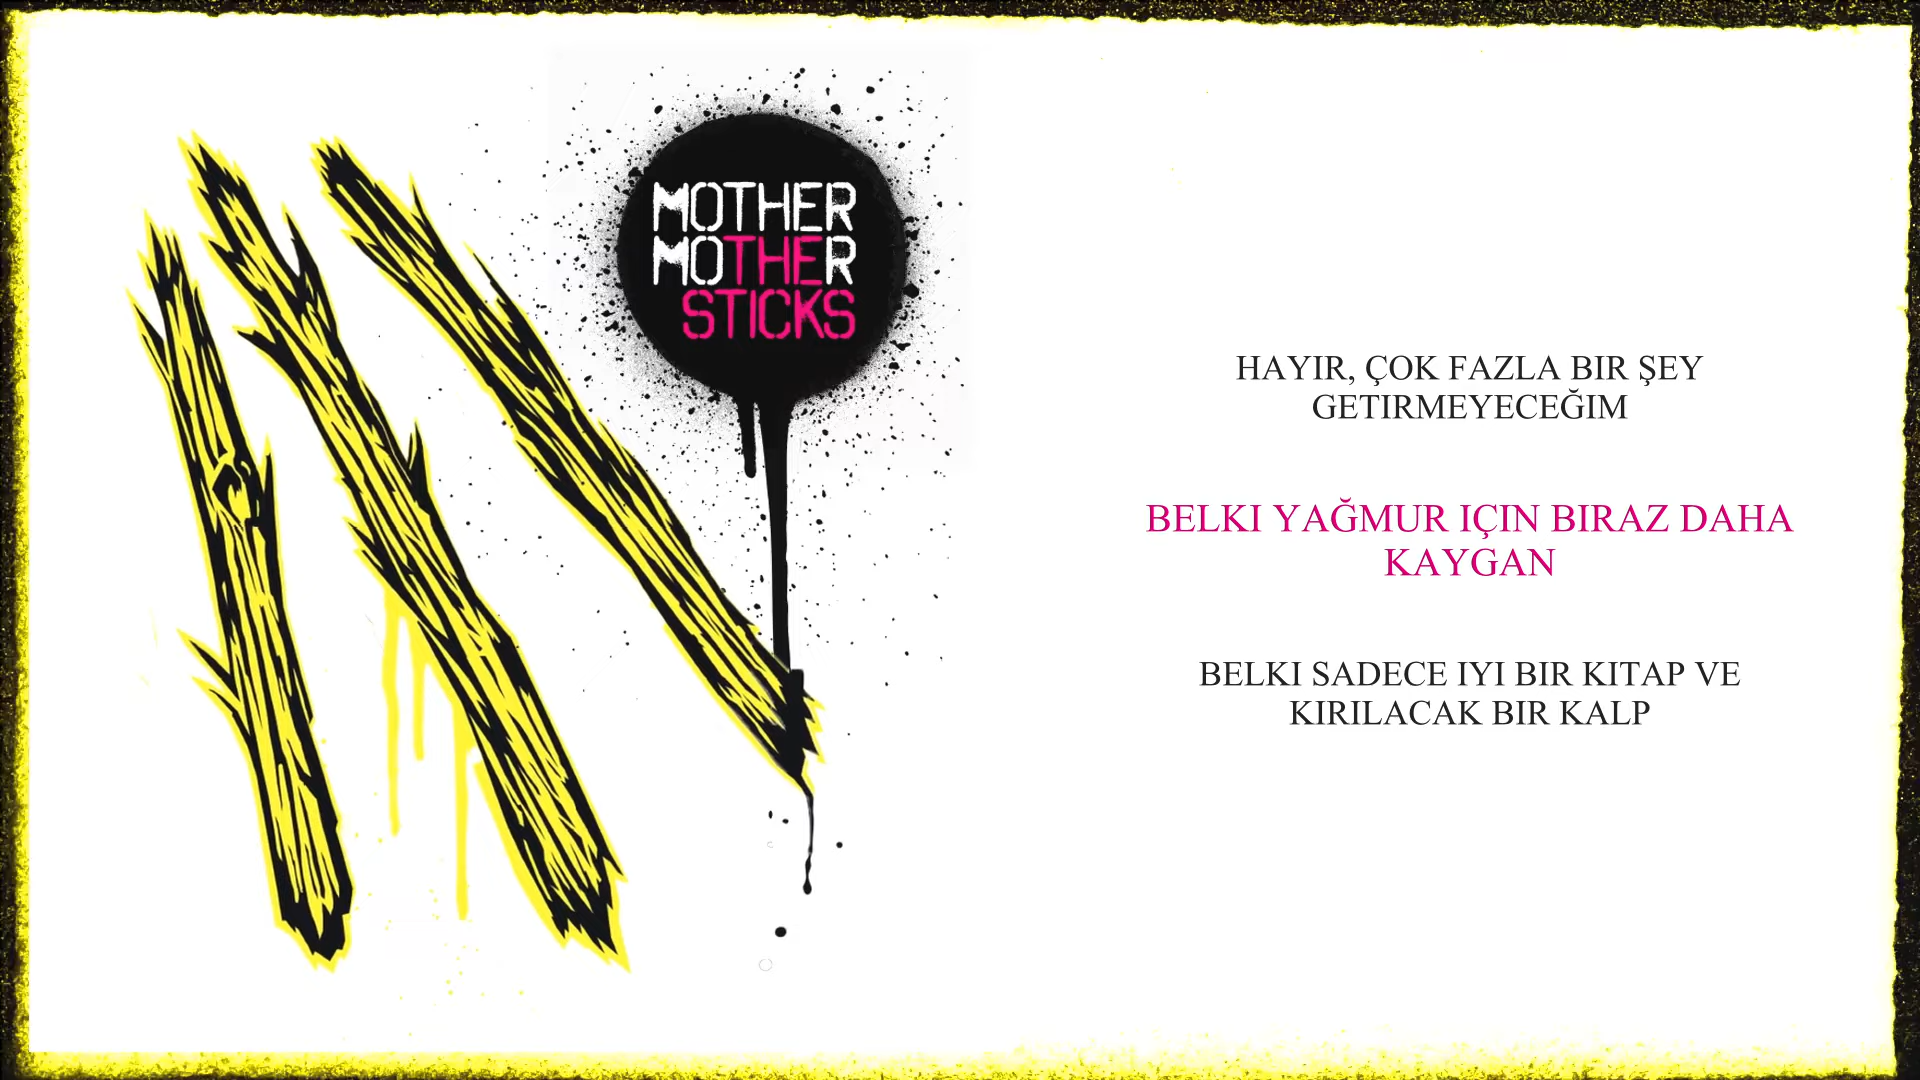 MOTHER
MOTHER
STICKS
HAYIR, ÇOK FAZLA BIR ŞEY
GETIRMEYECEĞIM
BELKI YAĞMUR IÇIN BIRAZ DAHA
KAYGAN
BELKI SADECE IYI BIR KITAP VE
KIRILACAK BIR KALP